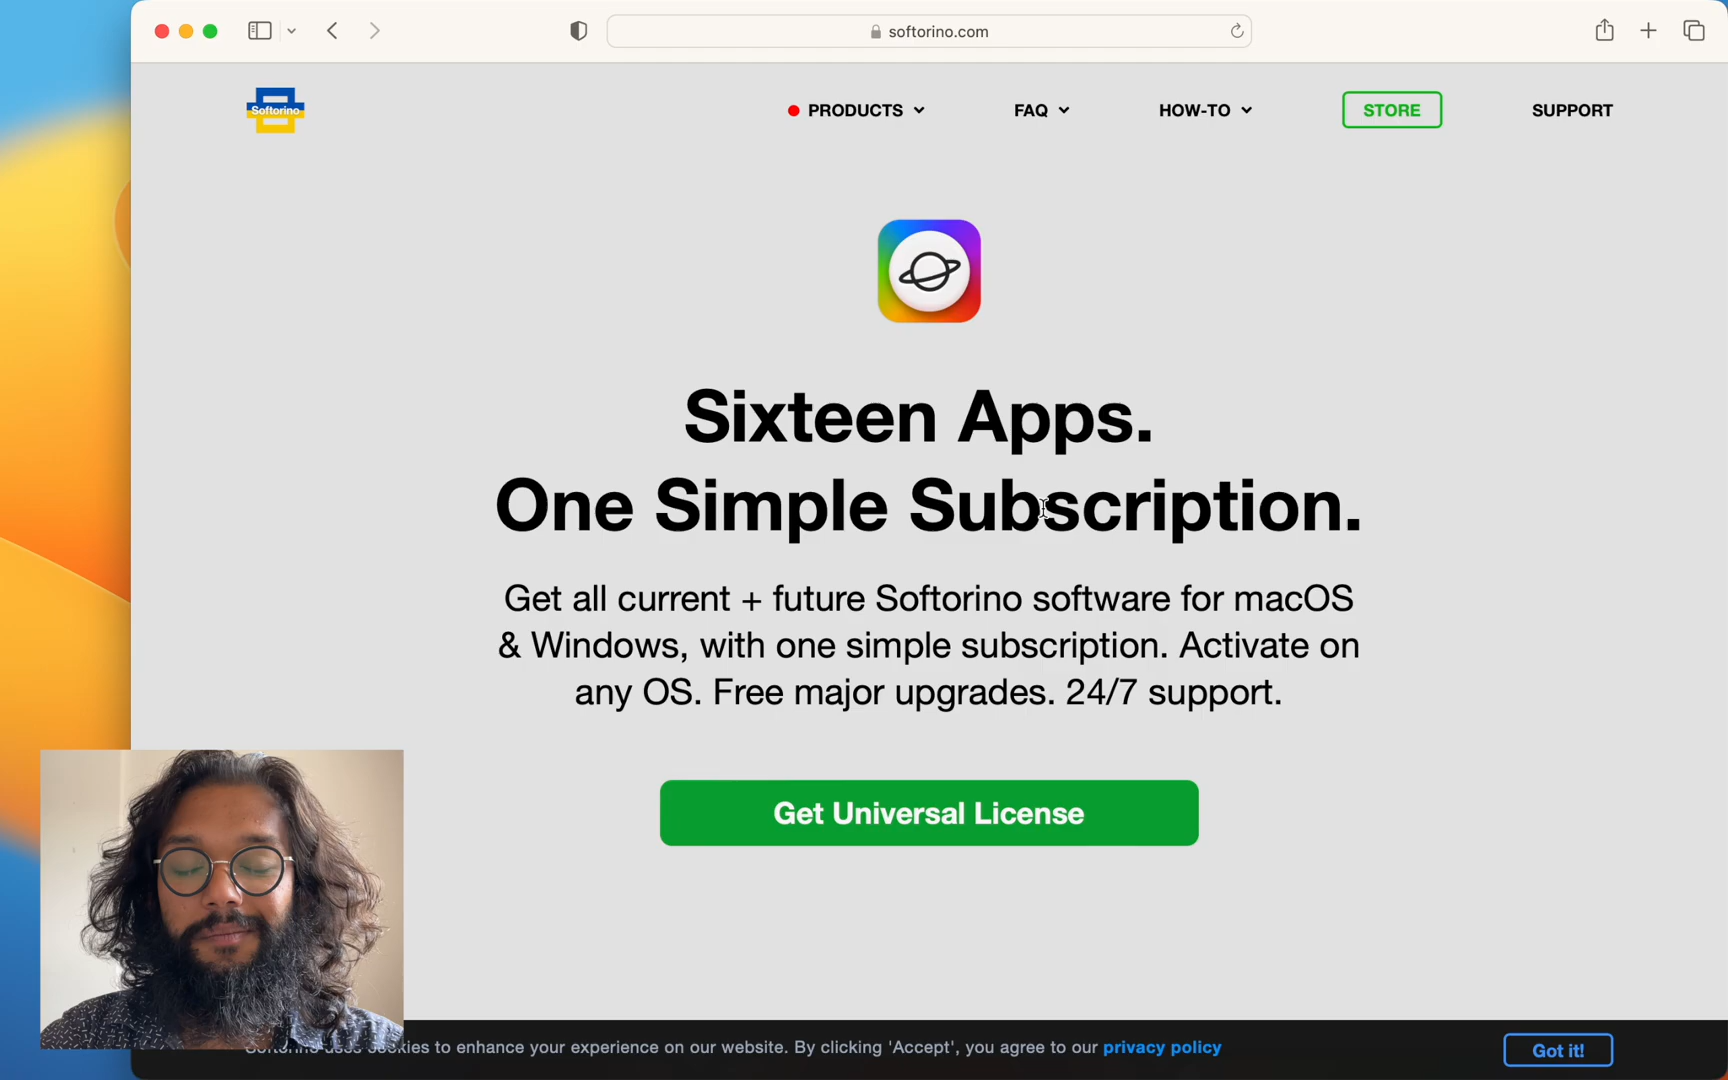 softorino.com
Softorino
PRODUCTS
FAQ
HOW-TO
STORE
SUPPORT
Sixteen Apps.
One Simple Subscription.
Get all current + future Softorino software for macOS
& Windows, with one simple subscription. Activate on
any OS. Free major upgrades. 24/7 support.
Get Universal License
Softorino uses cookies to enhance your experience on our website. By clicking 'Accept', you agree to our privacy policy
Got it!